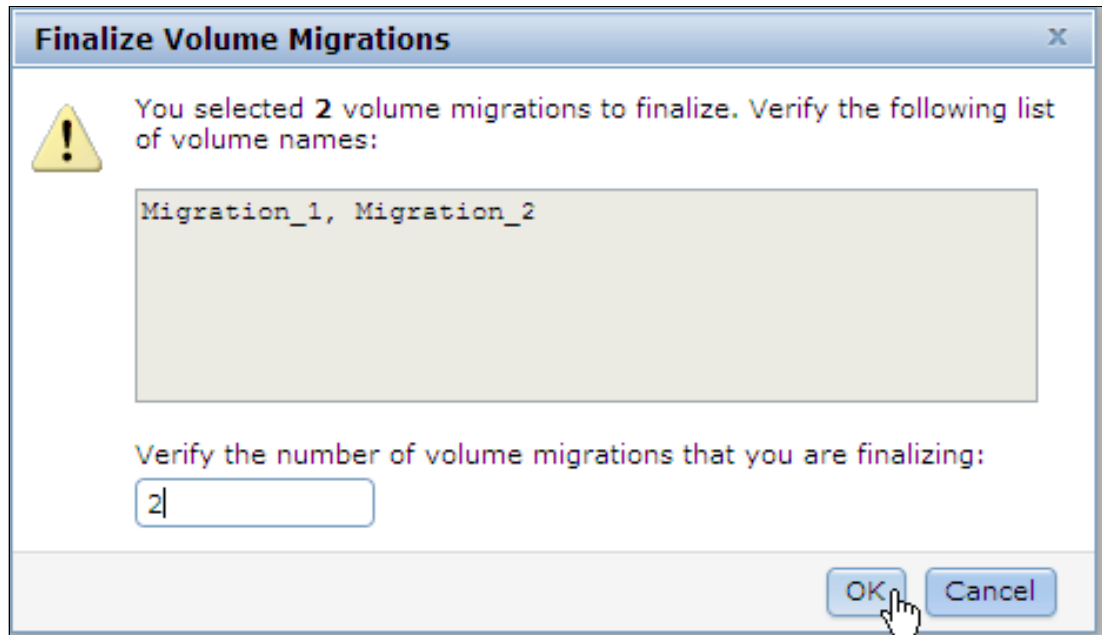 Finalize Volume Migrations
x
You selected 2 volume migrations to finalize. Verify the following list
of volume names:
Migration_1, Migration_2
Verify the number of volume migrations that you are finalizing:
2
OK Cancel